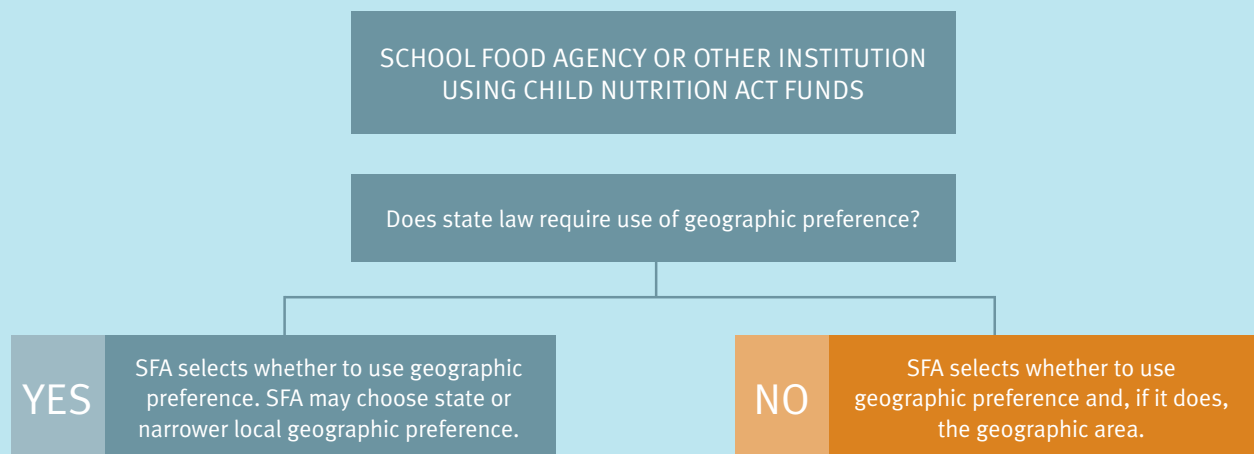 SCHOOL FOOD AGENCY OR OTHER INSTITUTION
USING CHILD NUTRITION ACT FUNDS
Does state law require use of geographic preference?
YES
SFA selects whether to use geographic
preference. SFA may choose state or
narrower local geographic preference.
NO
SFA selects whether to use
geographic preference and, if it does,
the geographic area.